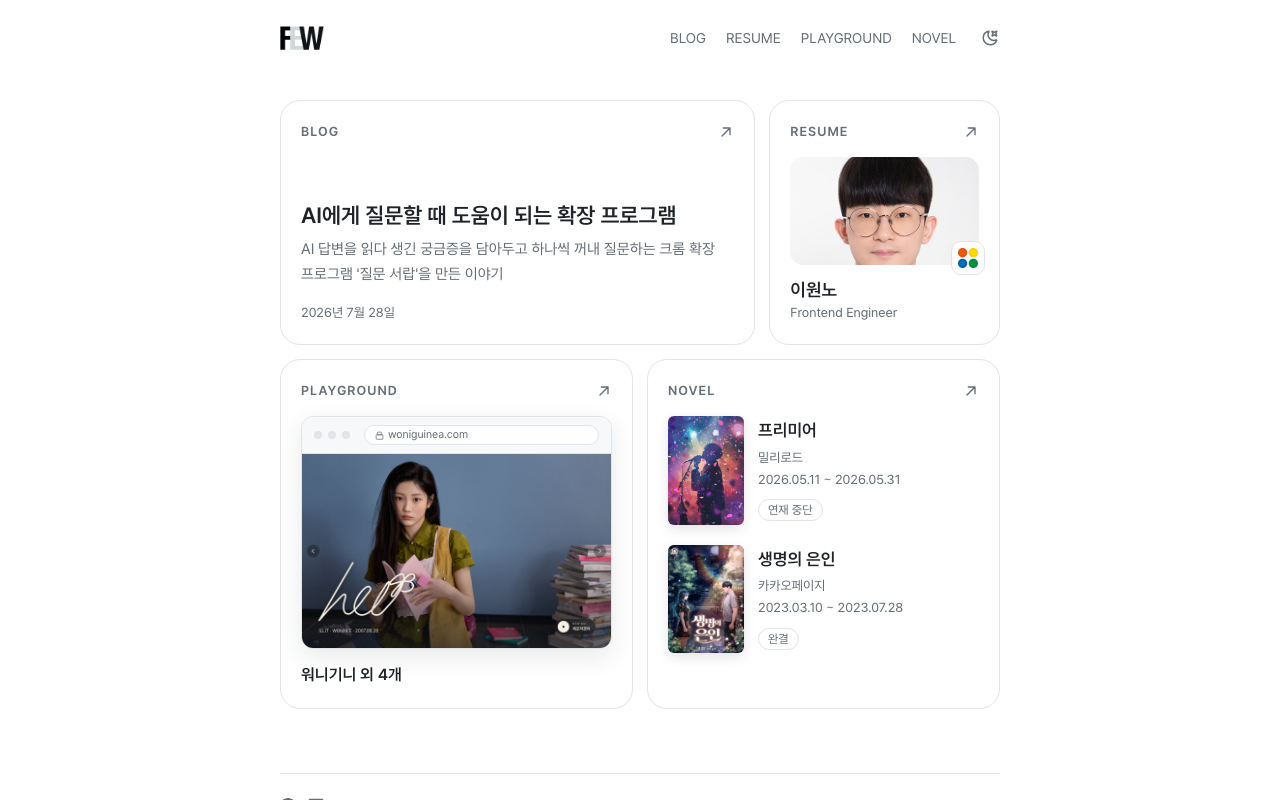 FEW
BLOG
RESUME
PLAYGROUND
NOVEL
BLOG
AI에게 질문할 때 도움이 되는 확장 프로그램
AI 답변을 읽다 생긴 궁금증을 담아두고 하나씩 꺼내 질문하는 크롬 확장
프로그램 '질문 서랍'을 만든 이야기
2026년 7월 28일
RESUME
이원노
Frontend Engineer
PLAYGROUND
woniguinea.com
워니기니 외 4개
NOVEL
프리미어
밀리로드
2026.05.11 ~ 2026.05.31
연재 중단
생명의
은인
생명의 은인
카카오페이지
2023.03.10 ~ 2023.07.28
완결